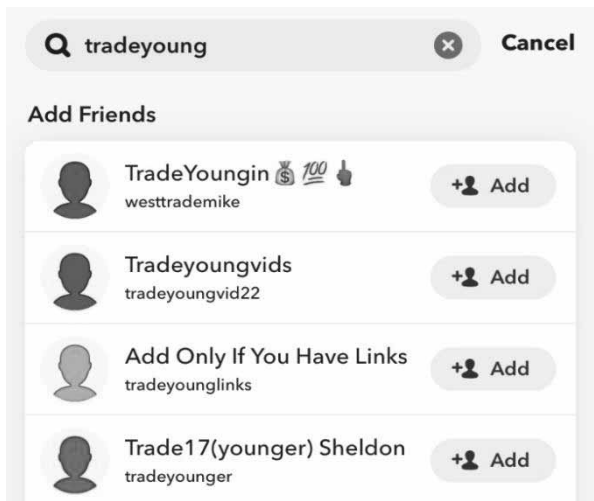 tradeyoung
Cancel
Add Friends
TradeYoungin💰💯🖕
westtrademike
Add
Tradeyoungvids
tradeyoungvid22
Add
Add Only If You Have Links
tradeyounglinks
Add
Trade17(younger) Sheldon
tradeyounger
Add